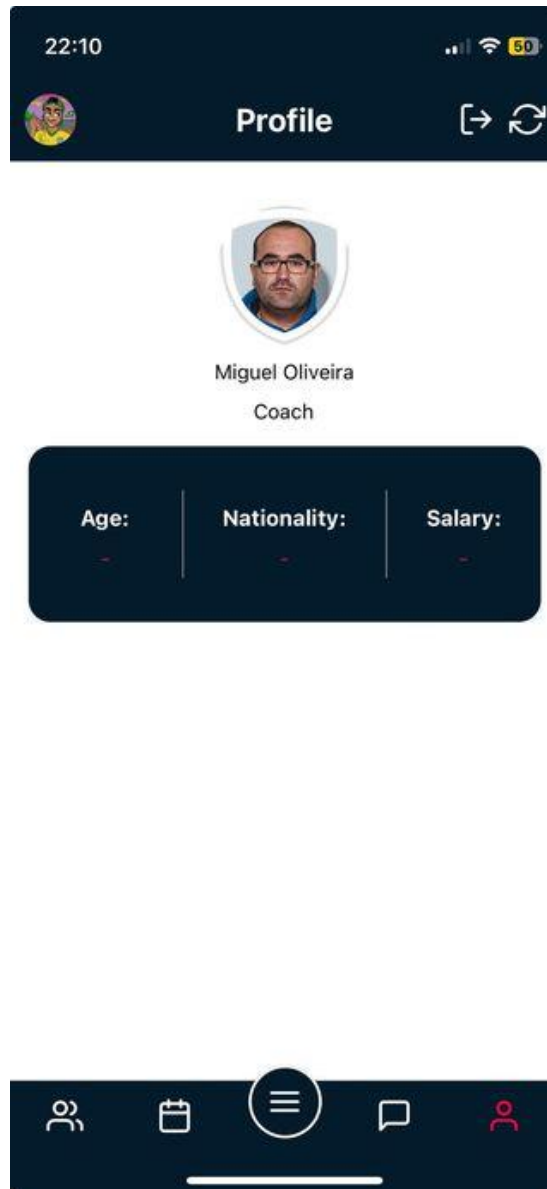 22:10
50
Profile
Miguel Oliveira
Coach
Age: Nationality: Salary:
- - -